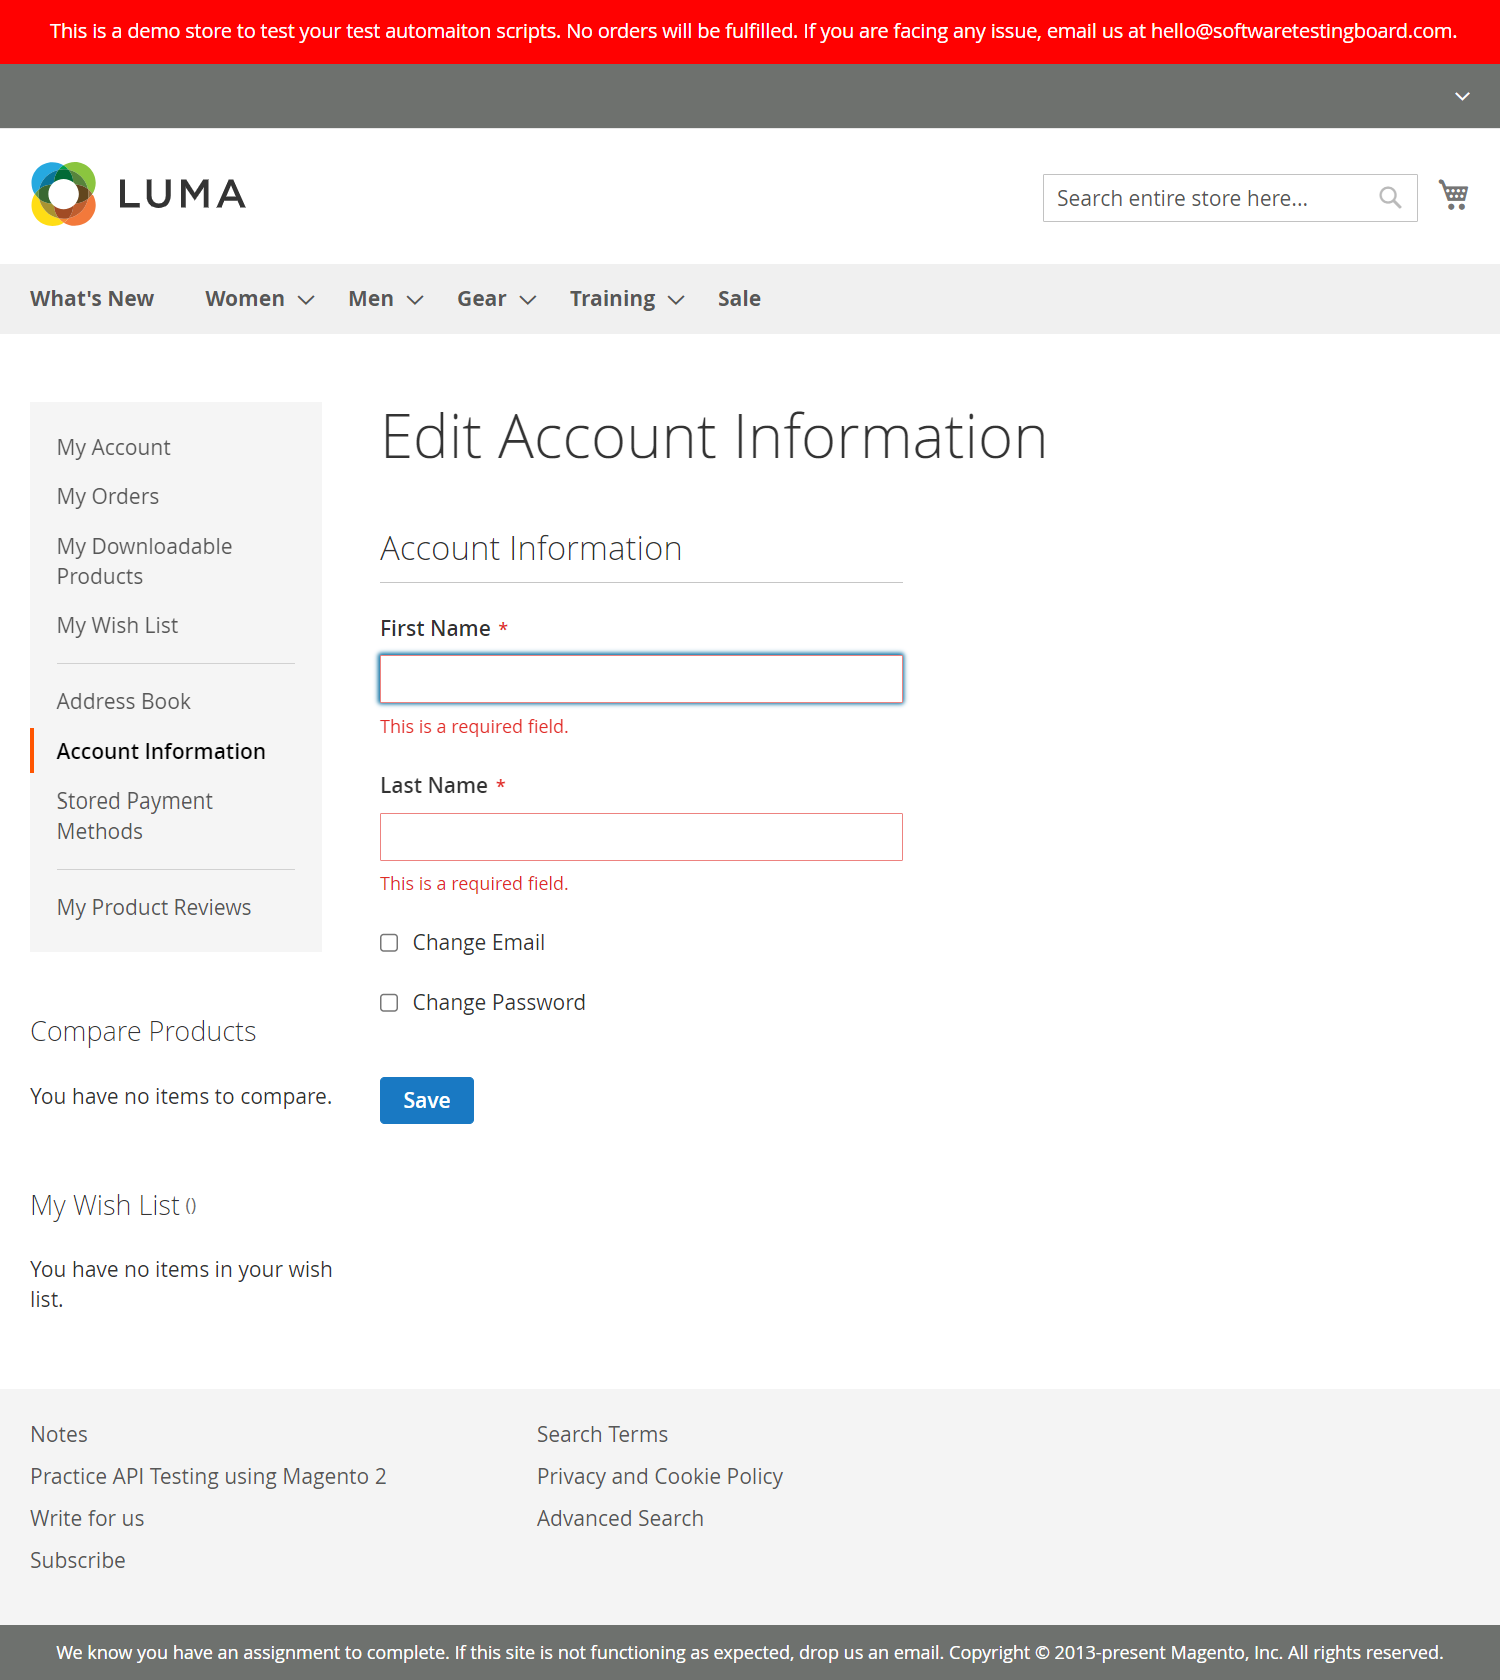 This is a demo store to test your test automaiton scripts. No orders will be fulfilled. If you are facing any issue, email us at hello@softwaretestingboard.com.
LUMA
Search entire store here...
What's New Women Men Gear Training Sale
My Account
My Orders
My Downloadable
Products
My Wish List
Address Book
Account Information
Stored Payment
Methods
My Product Reviews
Compare Products
You have no items to compare.
My Wish List ()
You have no items in your wish
list.
Edit Account Information
Account Information
First Name *
This is a required field.
Last Name *
This is a required field.
Change Email
Change Password
Save
Notes
Practice API Testing using Magento 2
Write for us
Subscribe
Search Terms
Privacy and Cookie Policy
Advanced Search
We know you have an assignment to complete. If this site is not functioning as expected, drop us an email. Copyright © 2013-present Magento, Inc. All rights reserved.